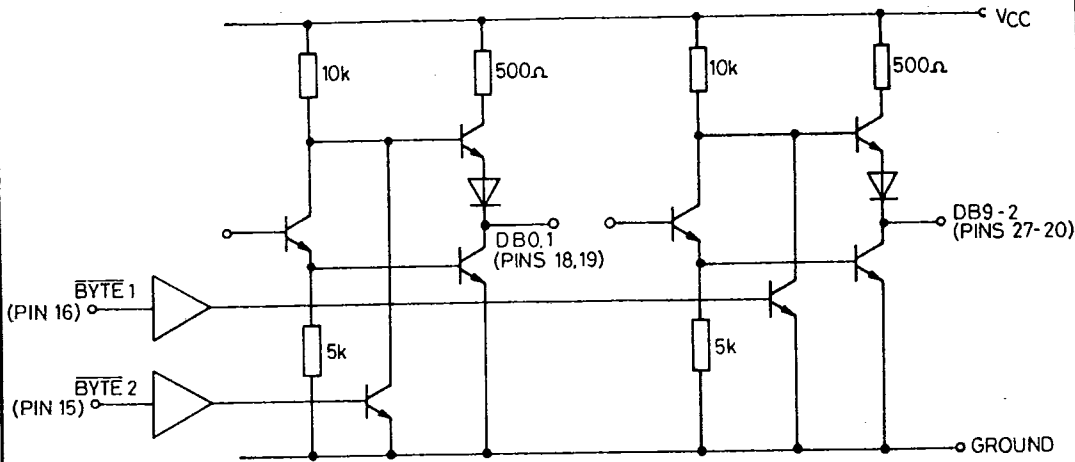 VCC
10k
500Ω
10k
500Ω
DB0,1
(PINS 18,19)
DB9-2
(PINS 27-20)
BYTE 1
(PIN 16)
5k
5k
BYTE 2
(PIN 15)
GROUND